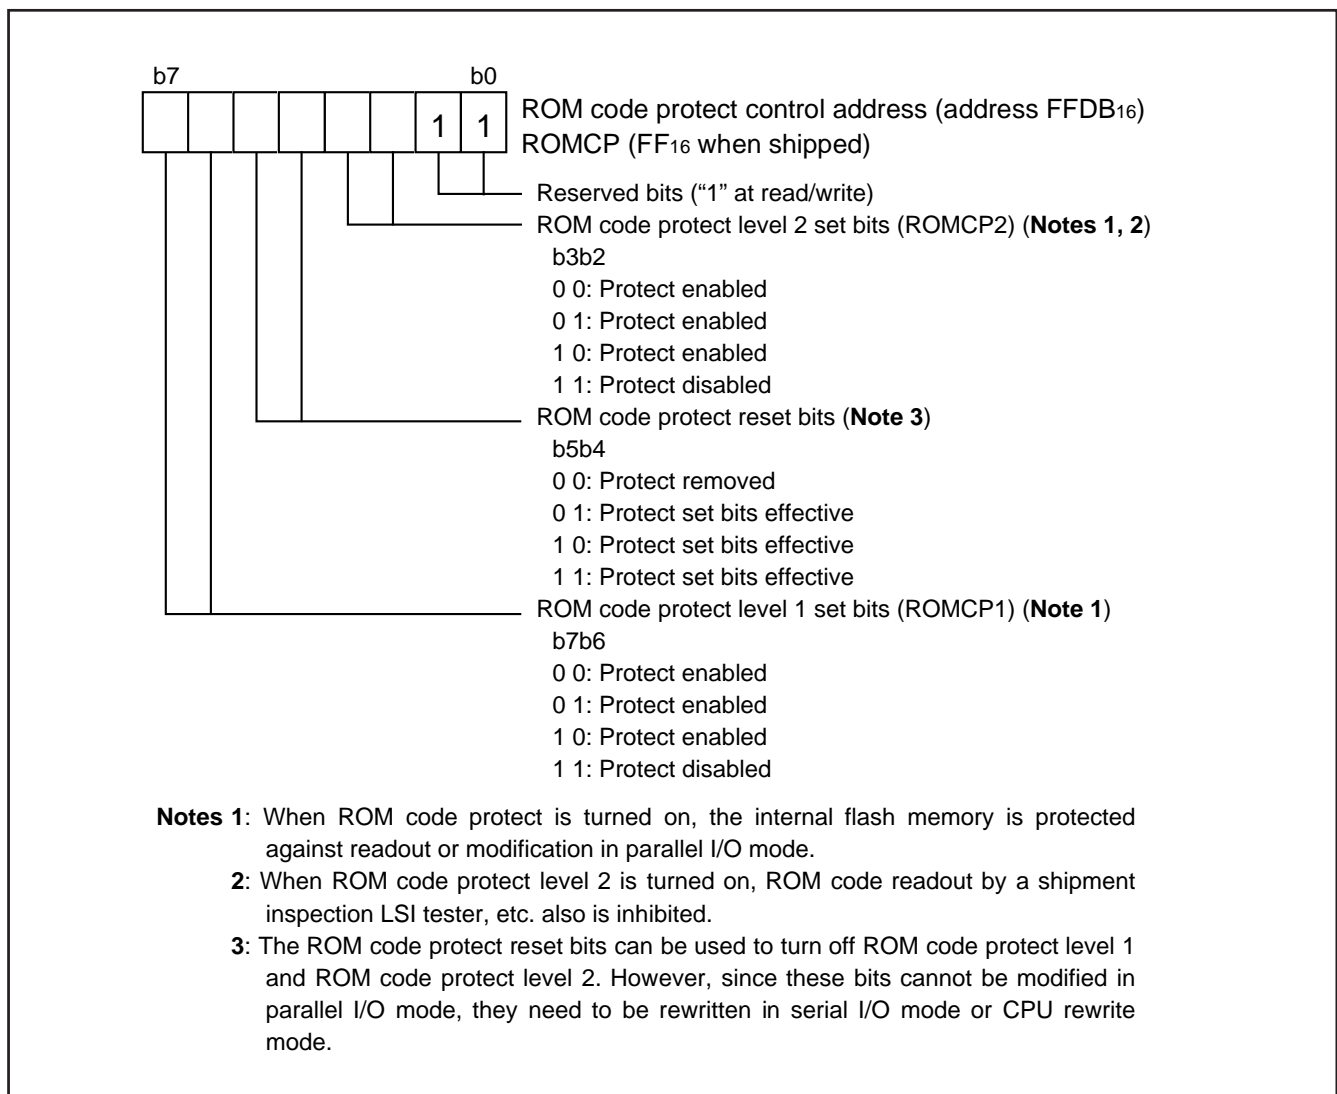 b7 b0
1 1 ROM code protect control address (address FFDB16)
ROMCP (FF16 when shipped)
Reserved bits (“1” at read/write)
ROM code protect level 2 set bits (ROMCP2) (Notes 1, 2)
b3b2
0 0: Protect enabled
0 1: Protect enabled
1 0: Protect enabled
1 1: Protect disabled
ROM code protect reset bits (Note 3)
b5b4
0 0: Protect removed
0 1: Protect set bits effective
1 0: Protect set bits effective
1 1: Protect set bits effective
ROM code protect level 1 set bits (ROMCP1) (Note 1)
b7b6
0 0: Protect enabled
0 1: Protect enabled
1 0: Protect enabled
1 1: Protect disabled
Notes 1: When ROM code protect is turned on, the internal flash memory is protected
against readout or modification in parallel I/O mode.
2: When ROM code protect level 2 is turned on, ROM code readout by a shipment
inspection LSI tester, etc. also is inhibited.
3: The ROM code protect reset bits can be used to turn off ROM code protect level 1
and ROM code protect level 2. However, since these bits cannot be modified in
parallel I/O mode, they need to be rewritten in serial I/O mode or CPU rewrite
mode.